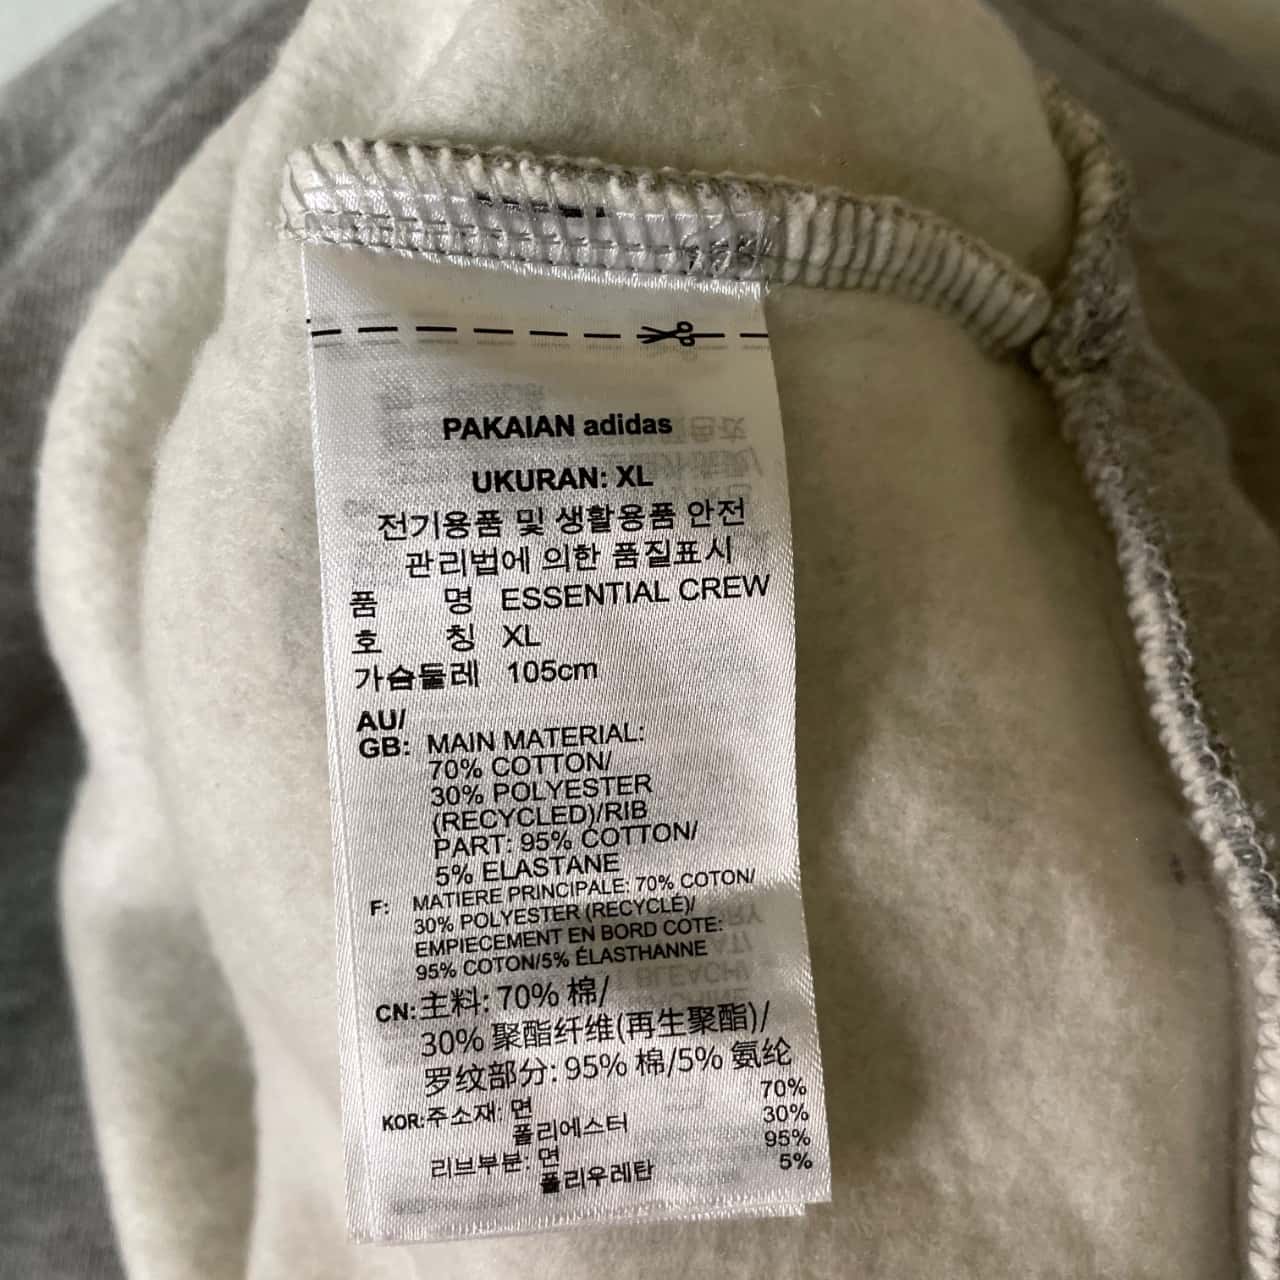 PAKAIAN adidas
UKURAN: XL
전기용품 및 생활용품 안전
관리법에 의한 품질표시
품 명 ESSENTIAL CREW
호 칭 XL
가슴둘레 105cm
AU/
GB: MAIN MATERIAL:
70% COTTON/
30% POLYESTER
(RECYCLED)/RIB
PART: 95% COTTON/
5% ELASTANE
F: MATIERE PRINCIPALE: 70% COTON/
30% POLYESTER (RECYCLÉ)/
EMPIECEMENT EN BORD COTE:
95% COTON/5% ÉLASTHANNE
CN: 主料: 70% 棉/
30% 聚酯纤维(再生聚酯)/
罗纹部分: 95% 棉/5% 氨纶
KOR: 주소재: 면 70%
폴리에스터 30%
리브부분: 면 95%
폴리우레탄 5%